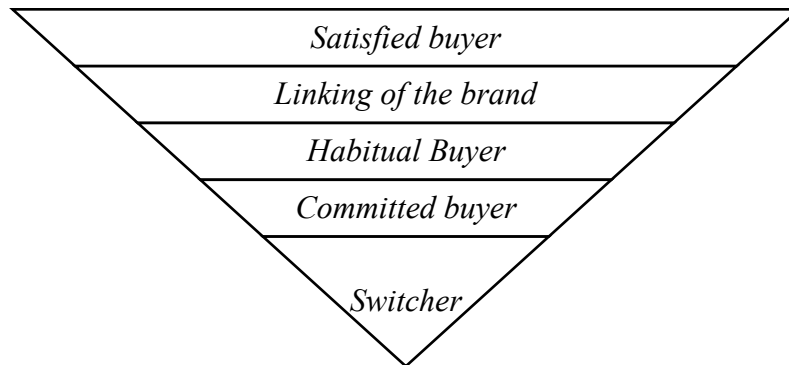 Satisfied buyer
Linking of the brand
Habitual Buyer
Committed buyer
Switcher